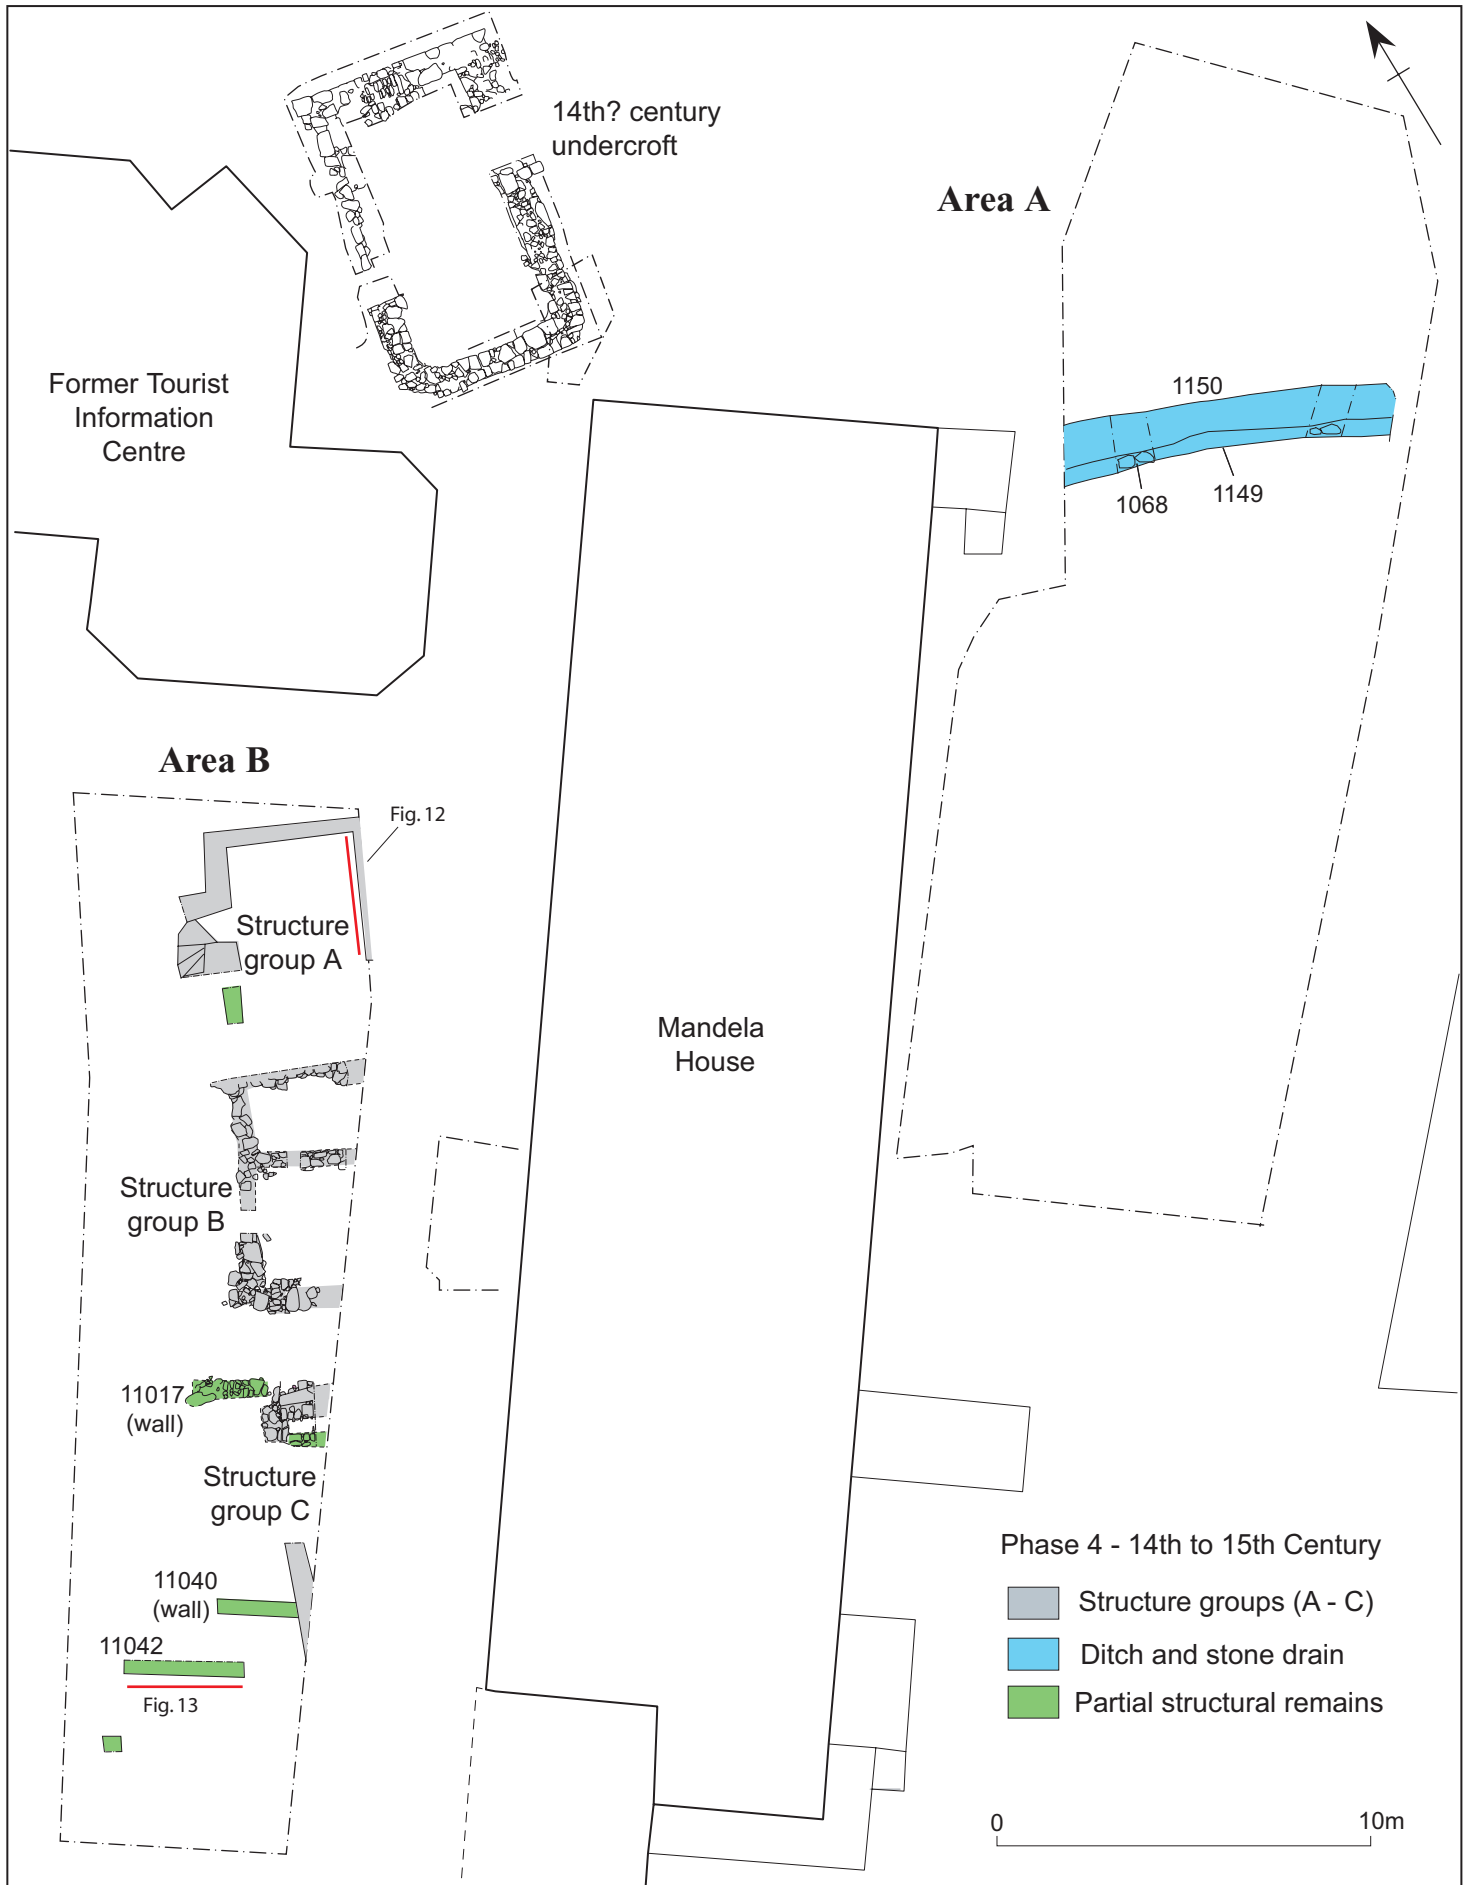 14th? century
undercroft
Area A
Former Tourist
Information
Centre
1150
1068
1149
Area B
Fig. 12
Structure
group A
Mandela
House
Structure
group B
11017
(wall)
Structure
group C
11040
(wall)
11042
Fig. 13
Phase 4 - 14th to 15th Century
Structure groups (A - C)
Ditch and stone drain
Partial structural remains
0 10m